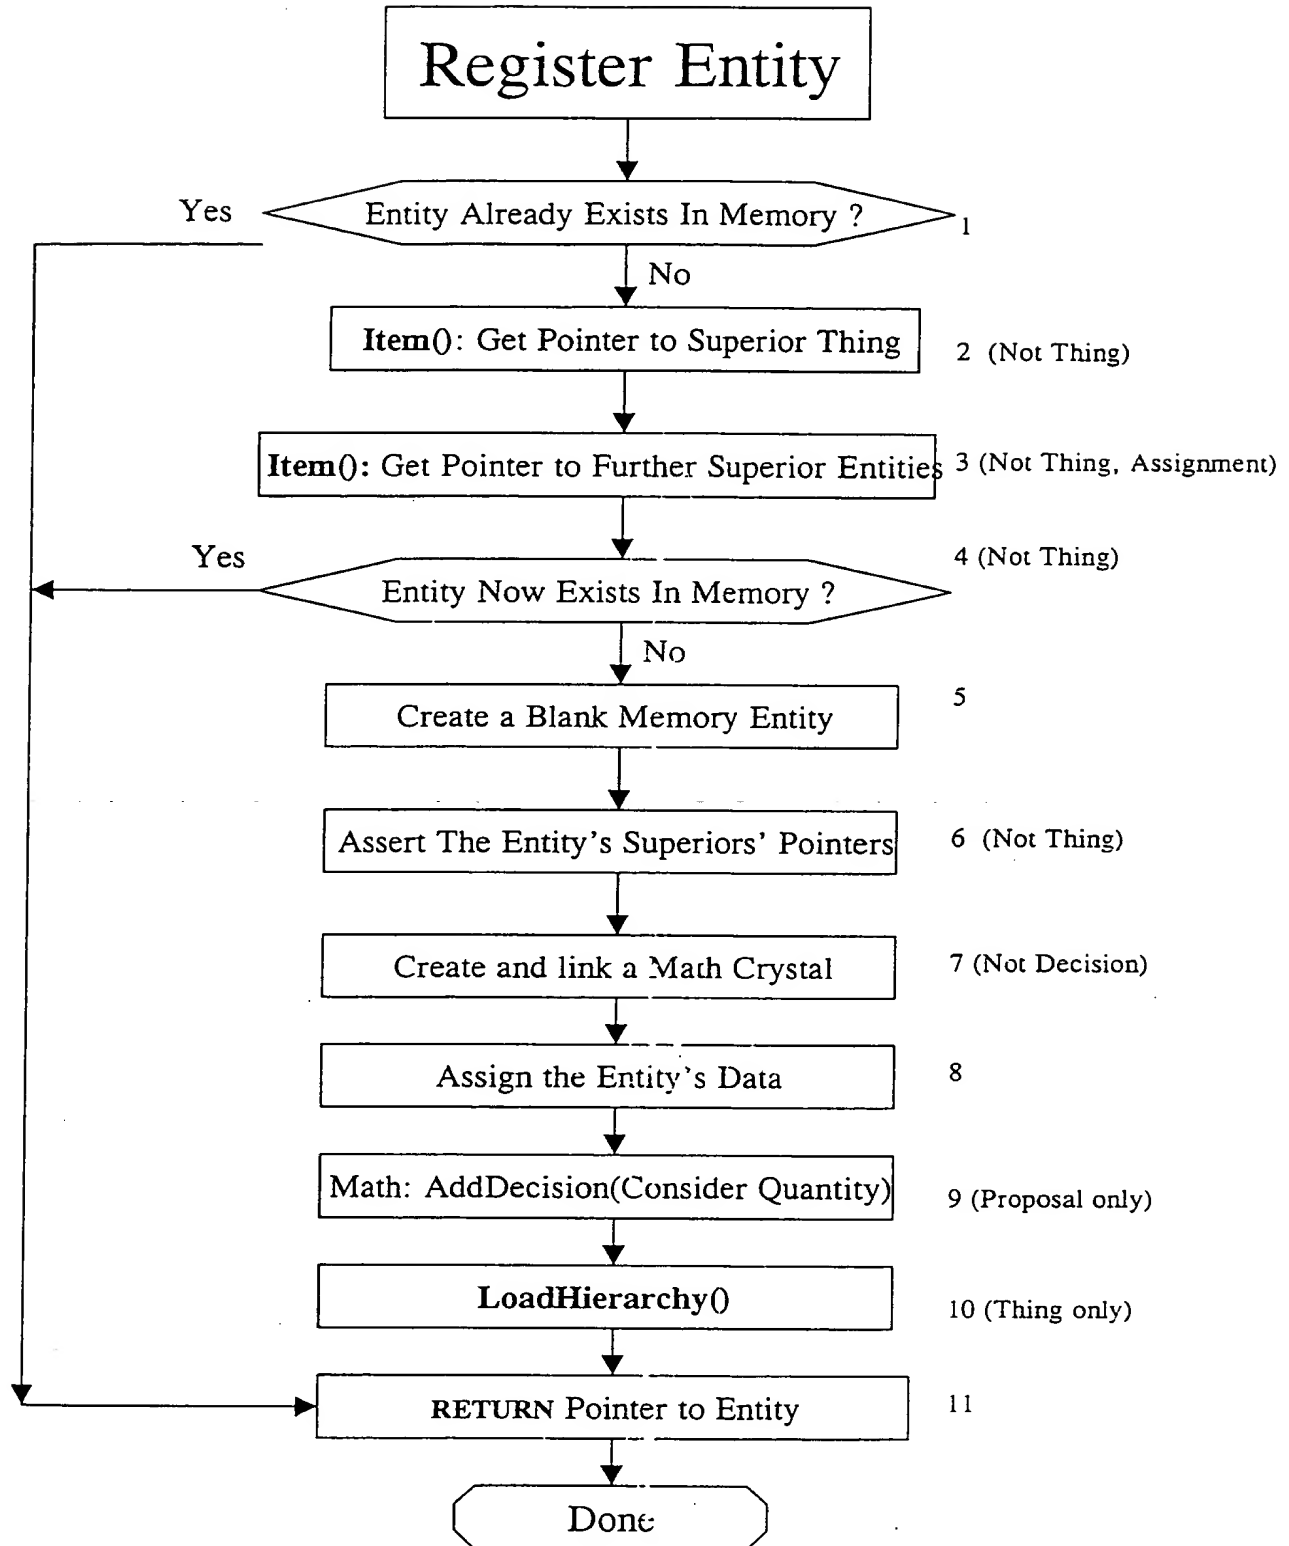 Register Entity
Yes
Entity Already Exists In Memory ?
1
No
Item(): Get Pointer to Superior Thing
2 (Not Thing)
Item(): Get Pointer to Further Superior Entities
3 (Not Thing, Assignment)
Yes
4 (Not Thing)
Entity Now Exists In Memory ?
No
5
Create a Blank Memory Entity
Assert The Entity's Superiors' Pointers
6 (Not Thing)
Create and link a Math Crystal
7 (Not Decision)
Assign the Entity's Data
8
Math: AddDecision(Consider Quantity)
9 (Proposal only)
LoadHierarchy()
10 (Thing only)
RETURN Pointer to Entity
11
Done